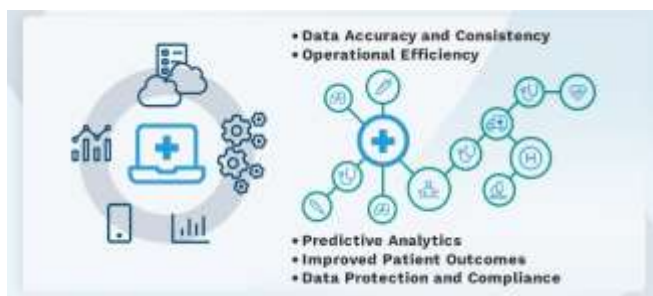 • Data Accuracy and Consistency
• Operational Efficiency
• Predictive Analytics
• Improved Patient Outcomes
• Data Protection and Compliance